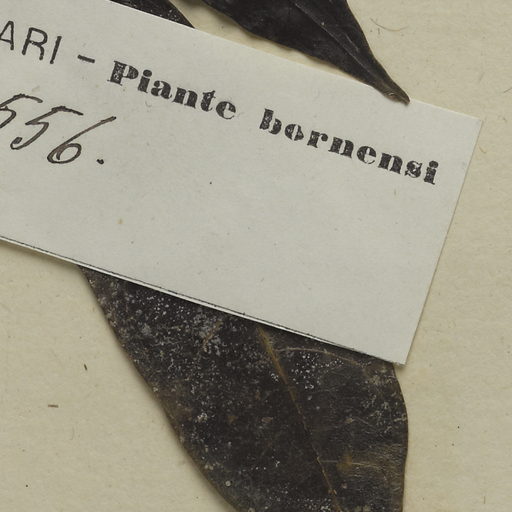 ARI - Piante bornensi
556.